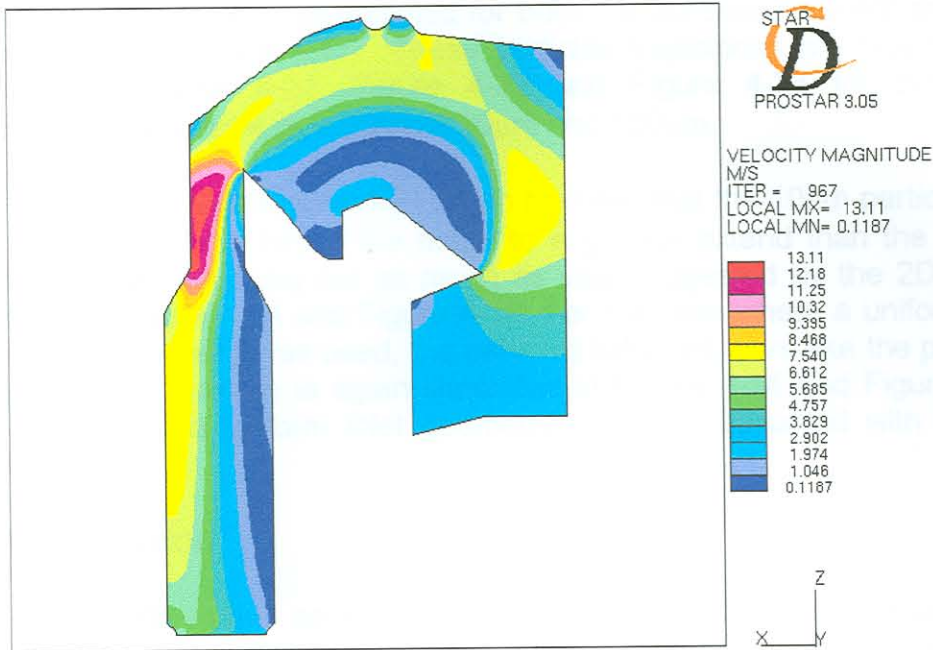 STAR
D
PROSTAR 3.05
VELOCITY MAGNITUDE
M/S
ITER = 967
LOCAL MX= 13.11
LOCAL MN= 0.1187
13.11
12.18
11.25
10.32
9.395
8.468
7.540
6.612
5.685
4.757
3.829
2.902
1.974
1.046
0.1187
Z
X
Y